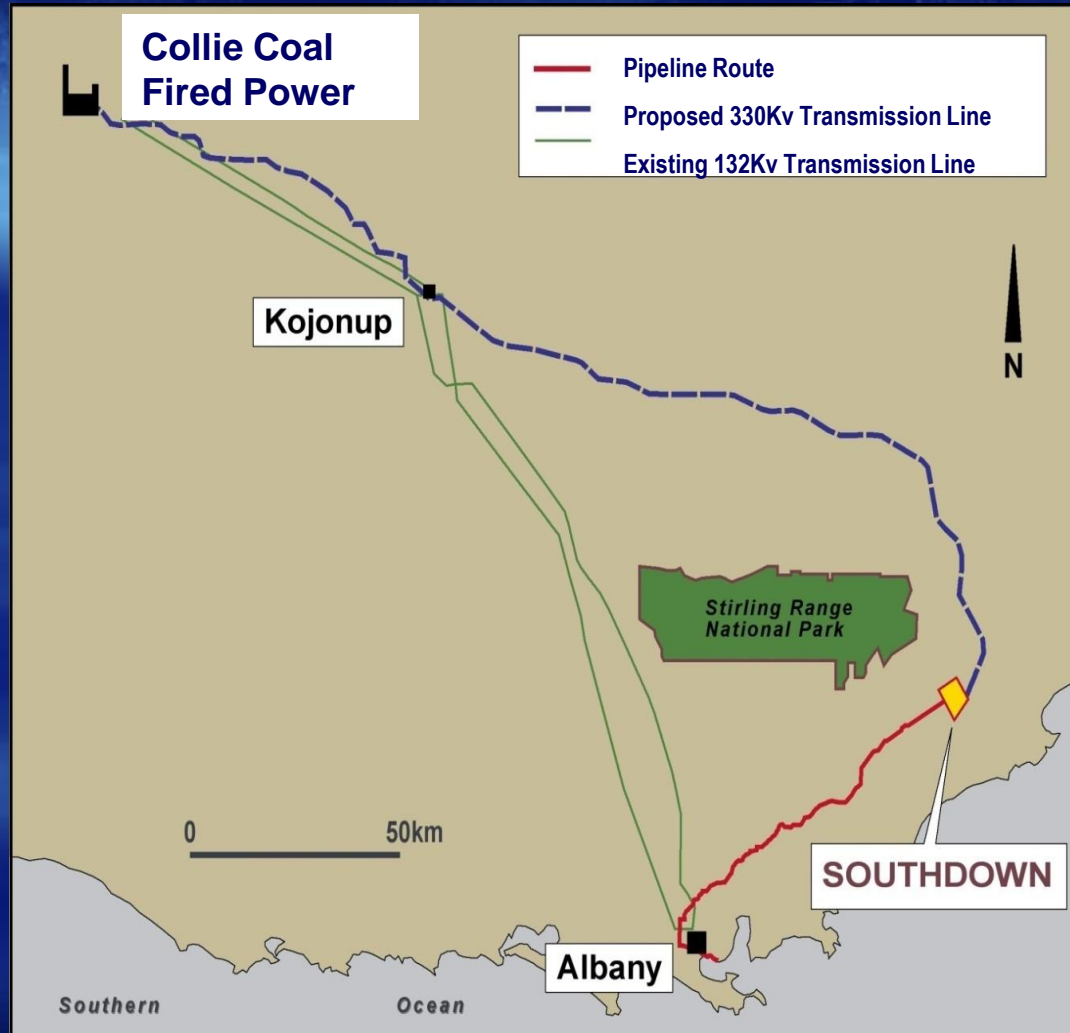 Collie Coal
Fired Power
Pipeline Route
Proposed 330Kv Transmission Line
Existing 132Kv Transmission Line
N
Kojonup
Stirling Range
National Park
0 50km
SOUTHDOWN
Albany
Southern Ocean